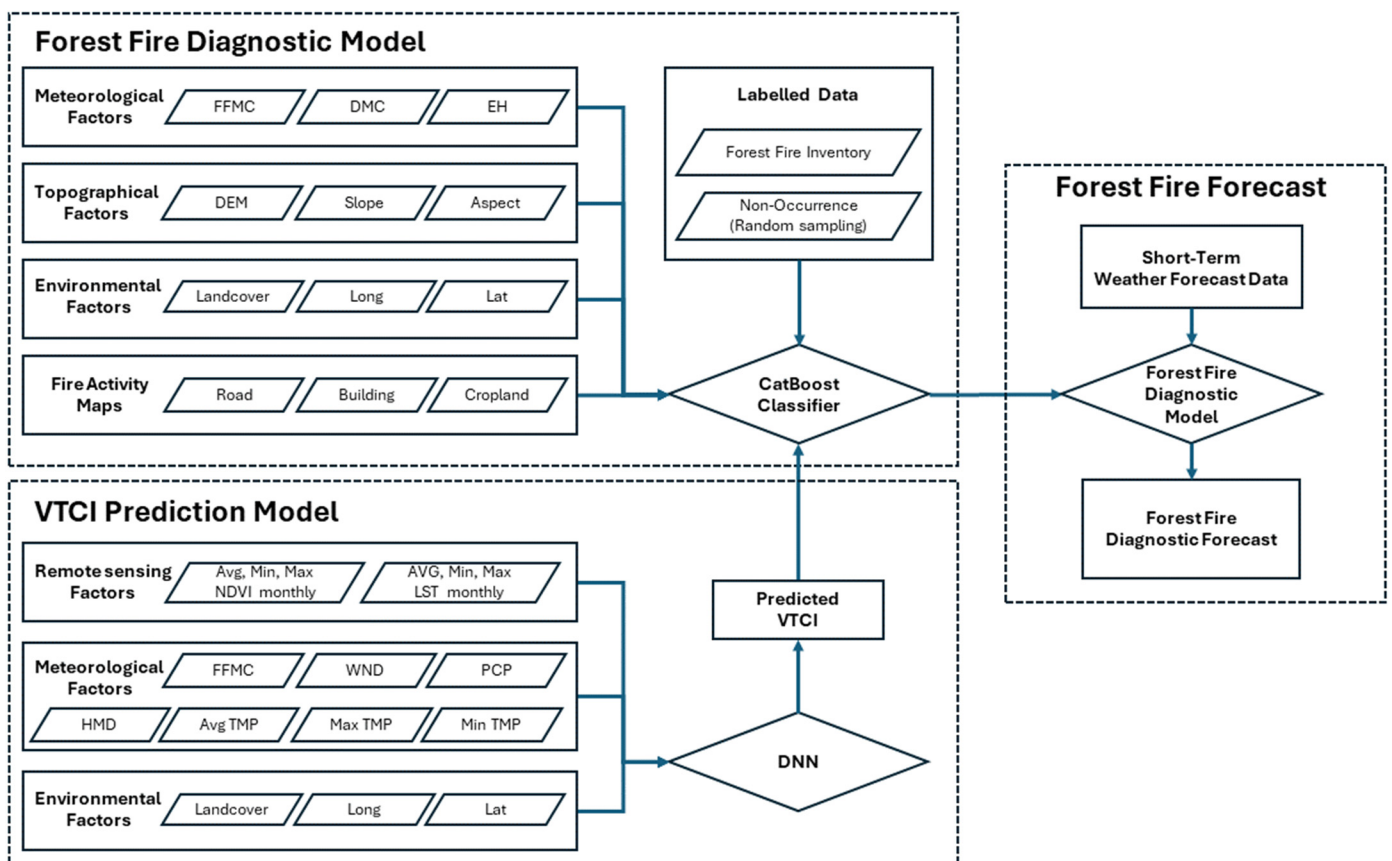 Forest Fire Diagnostic Model
Meteorological
Factors
FFMC
DMC
EH
Topographical
Factors
DEM
Slope
Aspect
Environmental
Factors
Landcover
Long
Lat
Fire Activity
Maps
Road
Building
Cropland
Labelled Data
Forest Fire Inventory
Non-Occurrence
(Random sampling)
CatBoost
Classifier
VTCI Prediction Model
Remote sensing
Factors
Avg, Min, Max
NDVI monthly
AVG, Min, Max
LST monthly
Meteorological
Factors
FFMC
WND
PCP
HMD
Avg TMP
Max TMP
Min TMP
Environmental
Factors
Landcover
Long
Lat
Predicted
VTCI
DNN
Forest Fire Forecast
Short-Term
Weather Forecast Data
Forest Fire
Diagnostic
Model
Forest Fire
Diagnostic Forecast